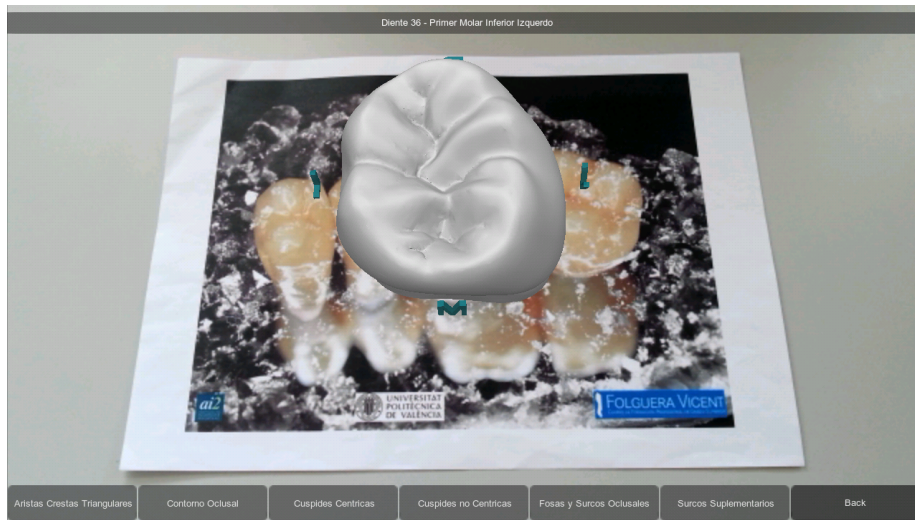 Diente 36 - Primer Molar Inferior Izquerdo
M
ai2
UNIVERSITAT
POLITÈCNICA
DE VALÈNCIA
FOLGUERA VICENT
Aristas Crestas Triangulares
Contorno Oclusal
Cuspides Centricas
Cuspides no Centricas
Fosas y Surcos Oclusales
Surcos Suplementarios
Back